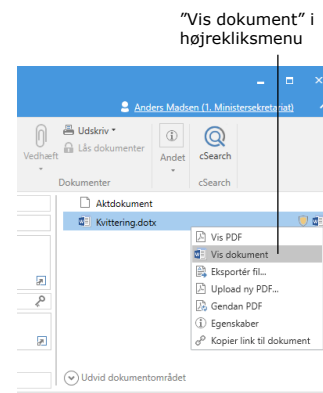 ”Vis dokument” i
højrekliksmenu
Anders Madsen (1. Ministersekretariat)
Udskriv
Lås dokumenter
Vedhæft
Andet
cSearch
Dokumenter
cSearch
Aktdokument
Kvittering.dotx
Vis PDF
Vis dokument
Eksportér fil...
Upload ny PDF...
Gendan PDF
Egenskaber
Kopier link til dokument
Udvid dokumentområdet